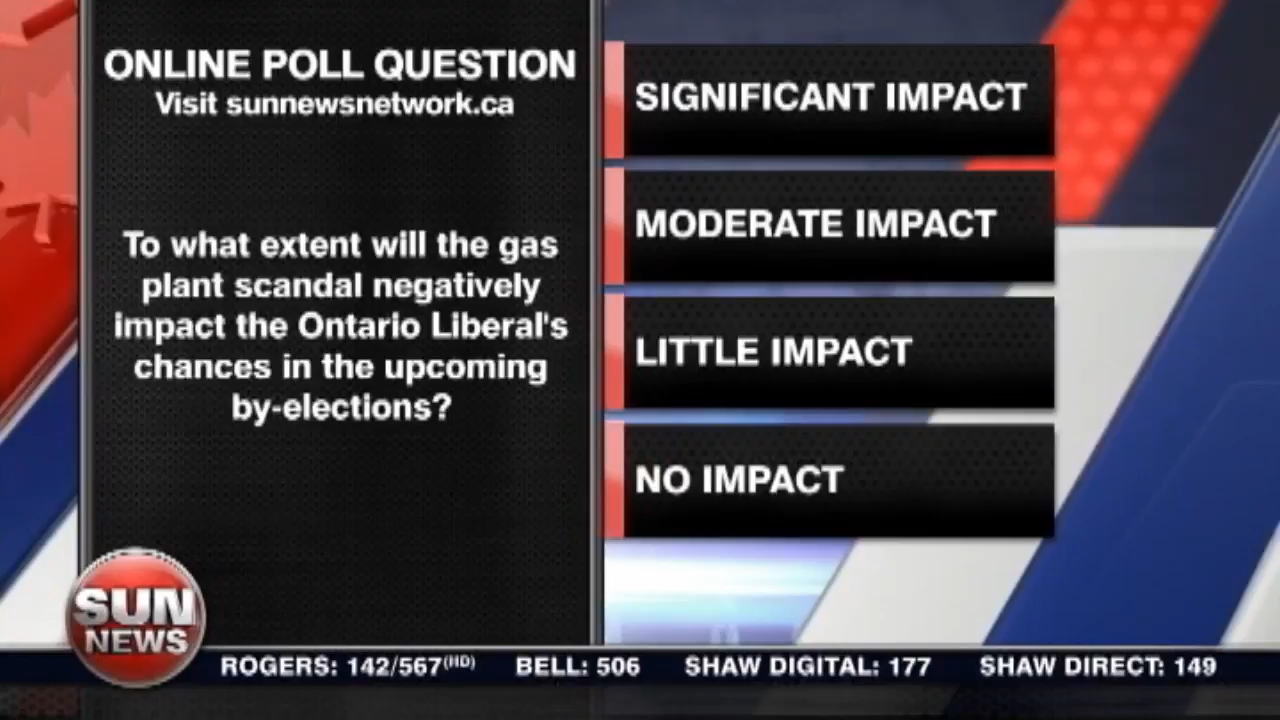 ONLINE POLL QUESTION
Visit sunnewsnetwork.ca
To what extent will the gas
plant scandal negatively
impact the Ontario Liberal's
chances in the upcoming
by-elections?
SIGNIFICANT IMPACT
MODERATE IMPACT
LITTLE IMPACT
NO IMPACT
SUN
NEWS
ROGERS: 142/567(HD) BELL: 506 SHAW DIGITAL: 177 SHAW DIRECT: 149